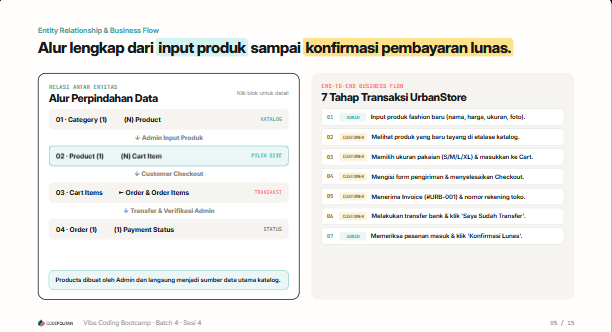 Entity Relationship & Business Flow
Alur lengkap dari input produk sampai konfirmasi pembayaran lunas.
RELASI ANTAR ENTITAS
Alur Perpindahan Data
Klik blok untuk detail
01 · Category (1) (N) Product KATALOG
↓ Admin Input Produk
02 · Product (1) (N) Cart Item PILIH SIZE
↓ Customer Checkout
03 · Cart Items ← Order & Order Items TRANSAKSI
↓ Transfer & Verifikasi Admin
04 · Order (1) (1) Payment Status STATUS
Products dibuat oleh Admin dan langsung menjadi sumber data utama katalog.
END-TO-END BUSINESS FLOW
7 Tahap Transaksi UrbanStore
01 ADMIN Input produk fashion baru (nama, harga, ukuran, foto).
02 CUSTOMER Melihat produk yang baru tayang di etalase katalog.
03 CUSTOMER Memilih ukuran pakaian (S/M/L/XL) & masukkan ke Cart.
04 CUSTOMER Mengisi form pengiriman & menyelesaikan Checkout.
05 CUSTOMER Menerima Invoice (#URB-001) & nomor rekening toko.
06 CUSTOMER Melakukan transfer bank & klik 'Saya Sudah Transfer'.
07 ADMIN Memeriksa pesanan masuk & klik 'Konfirmasi Lunas'.
CODEPOLITAN · Vibe Coding Bootcamp · Batch 4 · Sesi 4
05 / 15